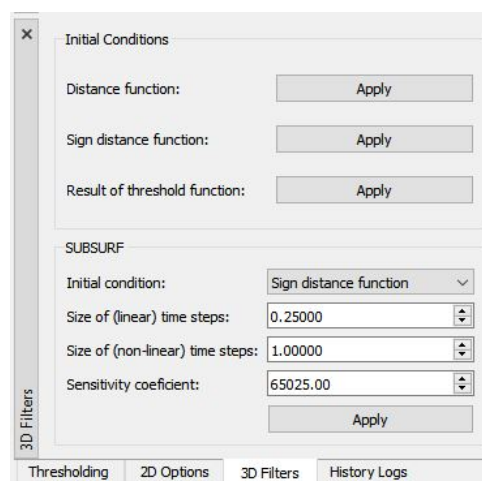 Initial Conditions
Distance function: Apply
Sign distance function: Apply
Result of threshold function: Apply
SUBSURF
Initial condition: Sign distance function
Size of (linear) time steps: 0.25000
Size of (non-linear) time steps: 1.00000
Sensitivity coeficient: 65025.00
Apply
3D Filters
Thresholding 2D Options 3D Filters History Logs